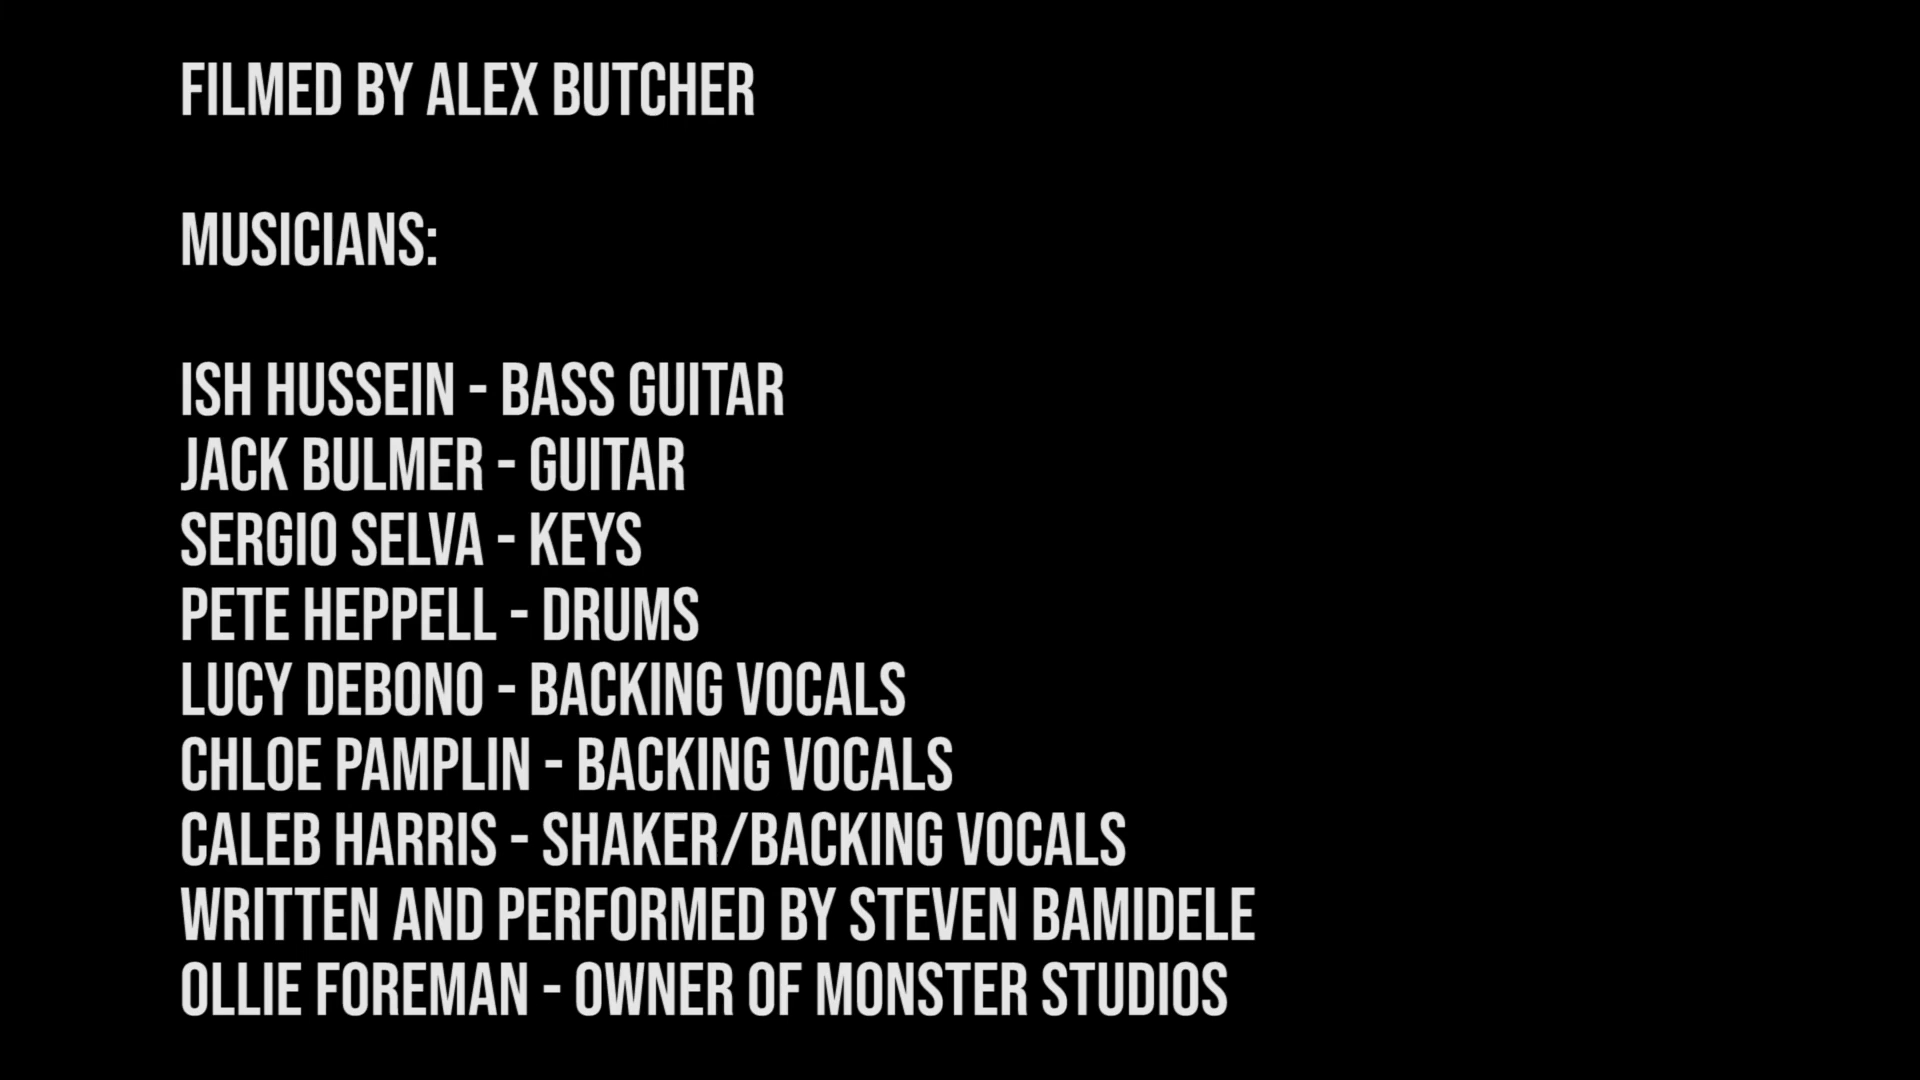 FILMED BY ALEX BUTCHER
MUSICIANS:
ISH HUSSEIN - BASS GUITAR
JACK BULMER - GUITAR
SERGIO SELVA - KEYS
PETE HEPPELL - DRUMS
LUCY DEBONO - BACKING VOCALS
CHLOE PAMPLIN - BACKING VOCALS
CALEB HARRIS - SHAKER/BACKING VOCALS
WRITTEN AND PERFORMED BY STEVEN BAMIDELE
OLLIE FOREMAN - OWNER OF MONSTER STUDIOS